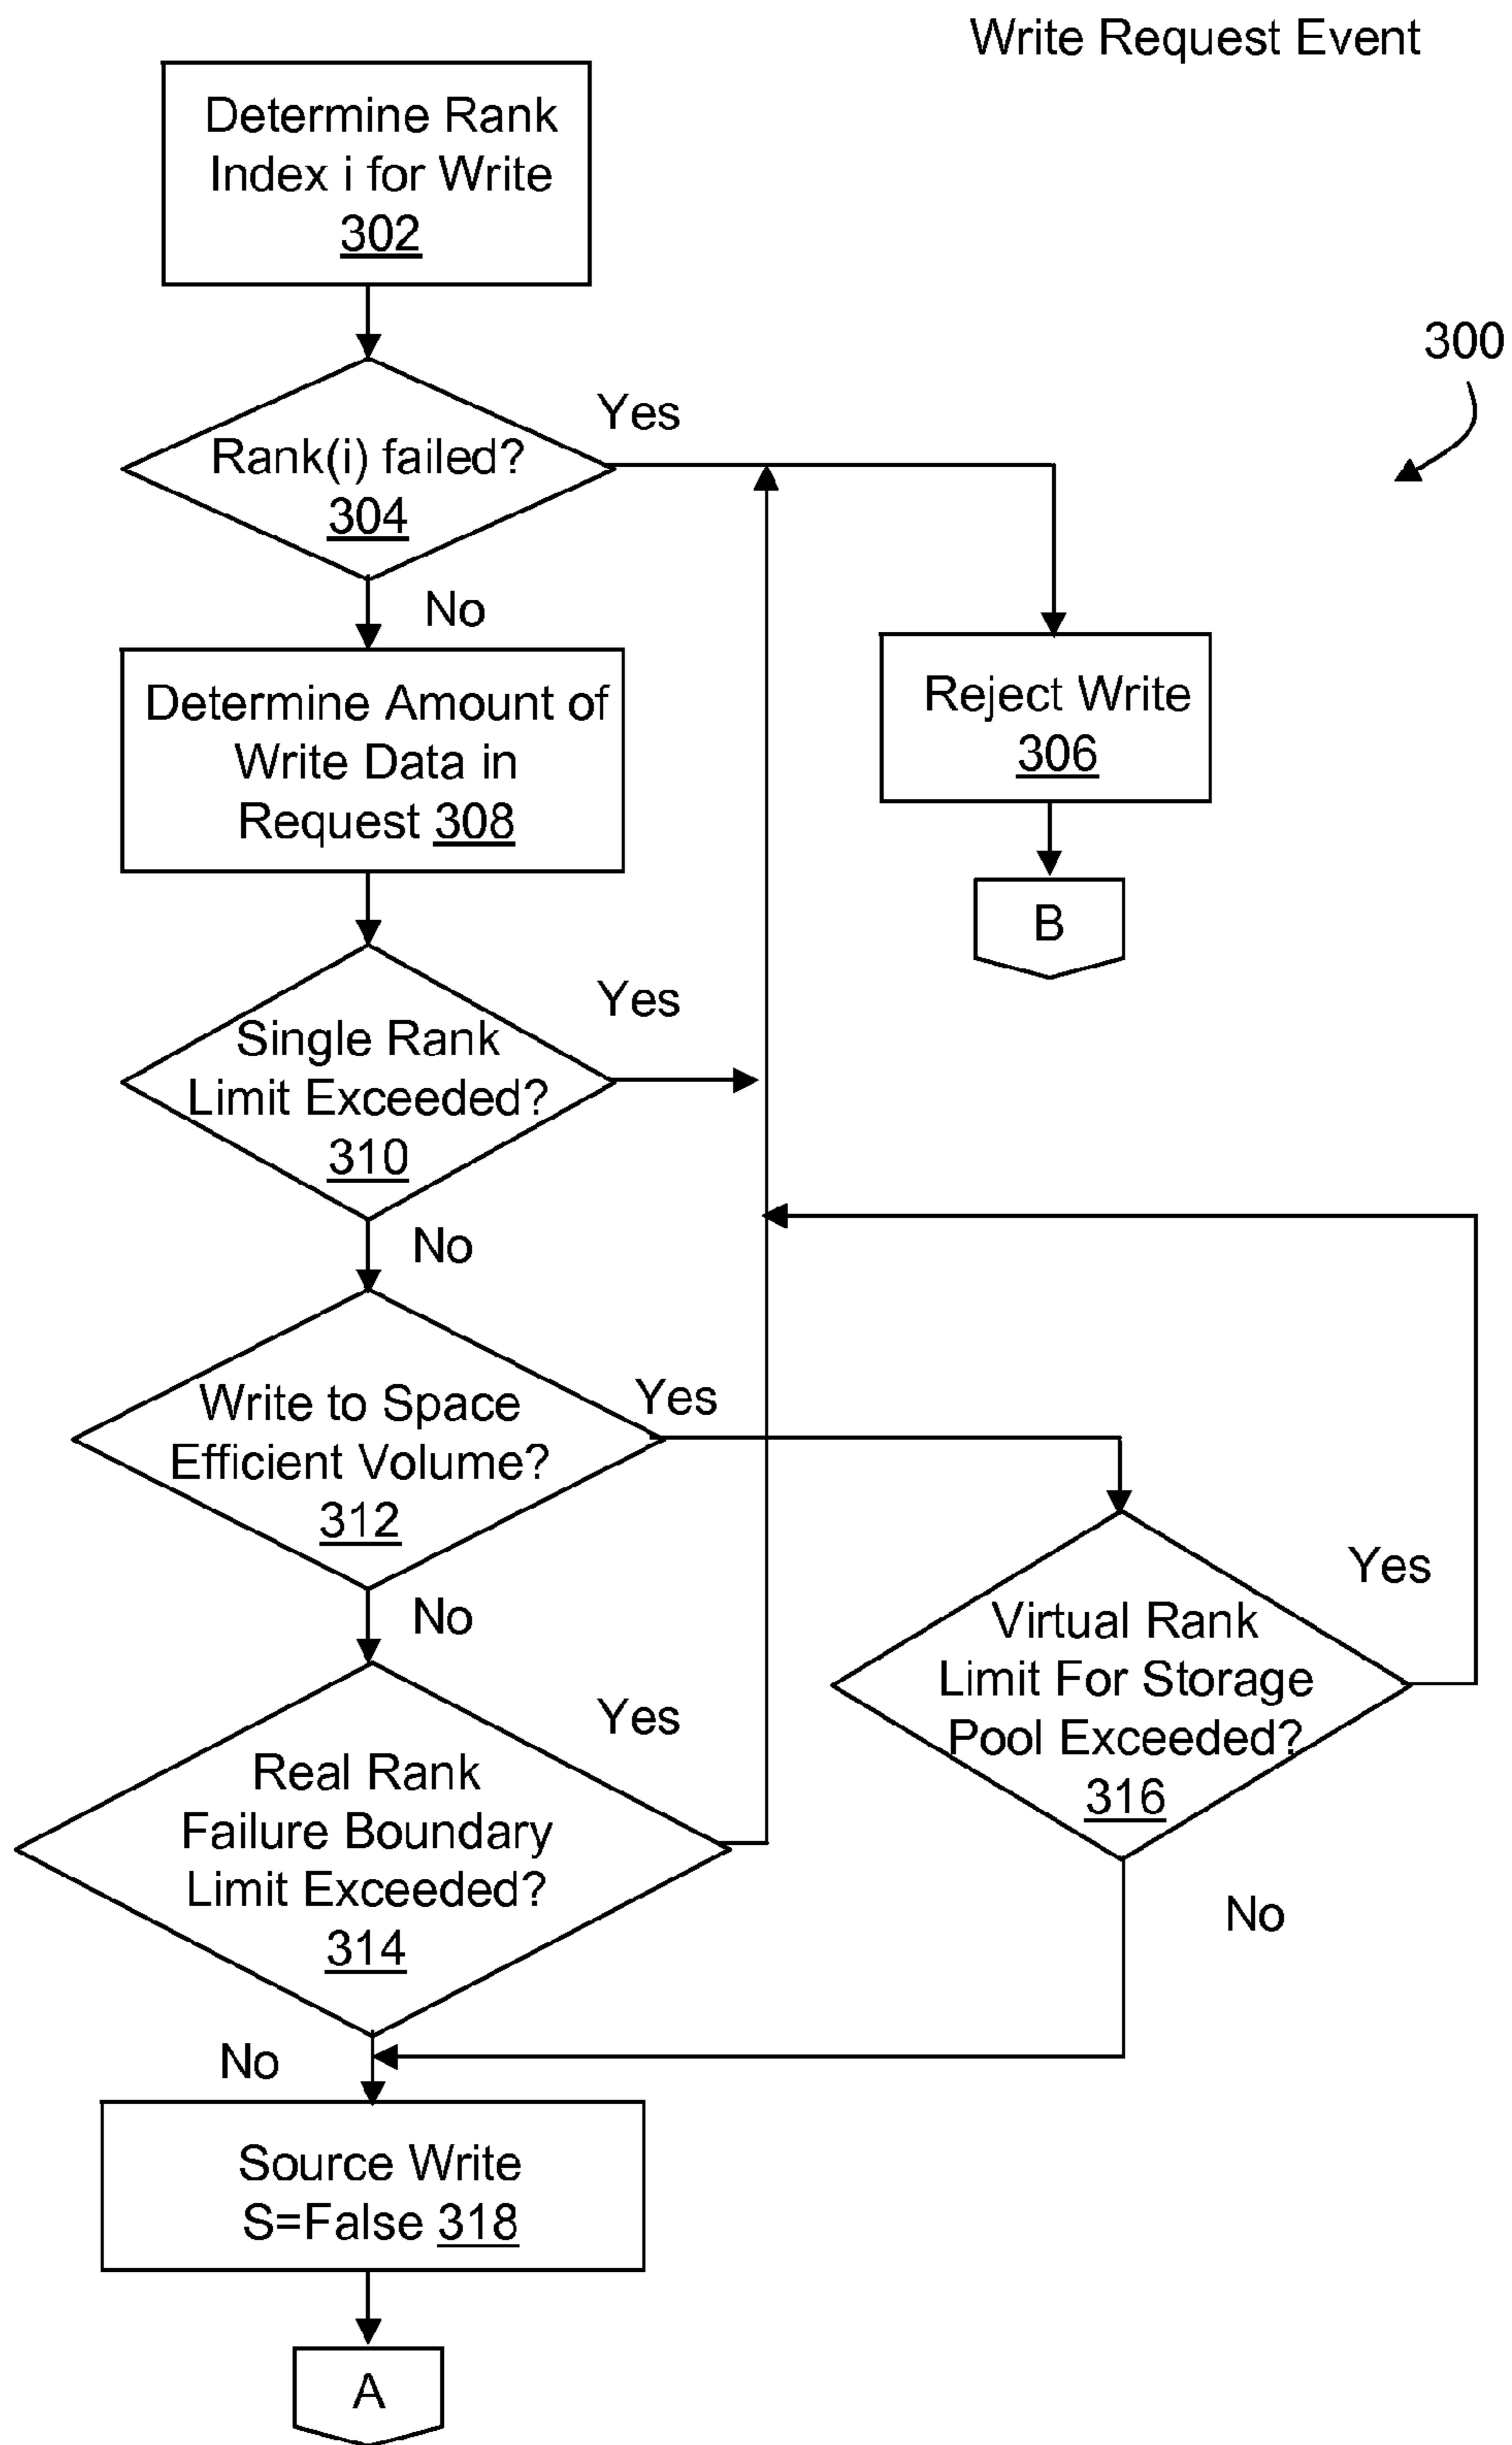 Write Request Event
Determine Rank
Index i for Write
302
300
Yes
Rank(i) failed?
304
No
Determine Amount of
Write Data in
Request 308
Reject Write
306
B
Yes
Single Rank
Limit Exceeded?
310
No
Write to Space
Efficient Volume?
312
Yes
No
Yes
Virtual Rank
Limit For Storage
Pool Exceeded?
316
Yes
Real Rank
Failure Boundary
Limit Exceeded?
314
No
No
Source Write
S=False 318
A